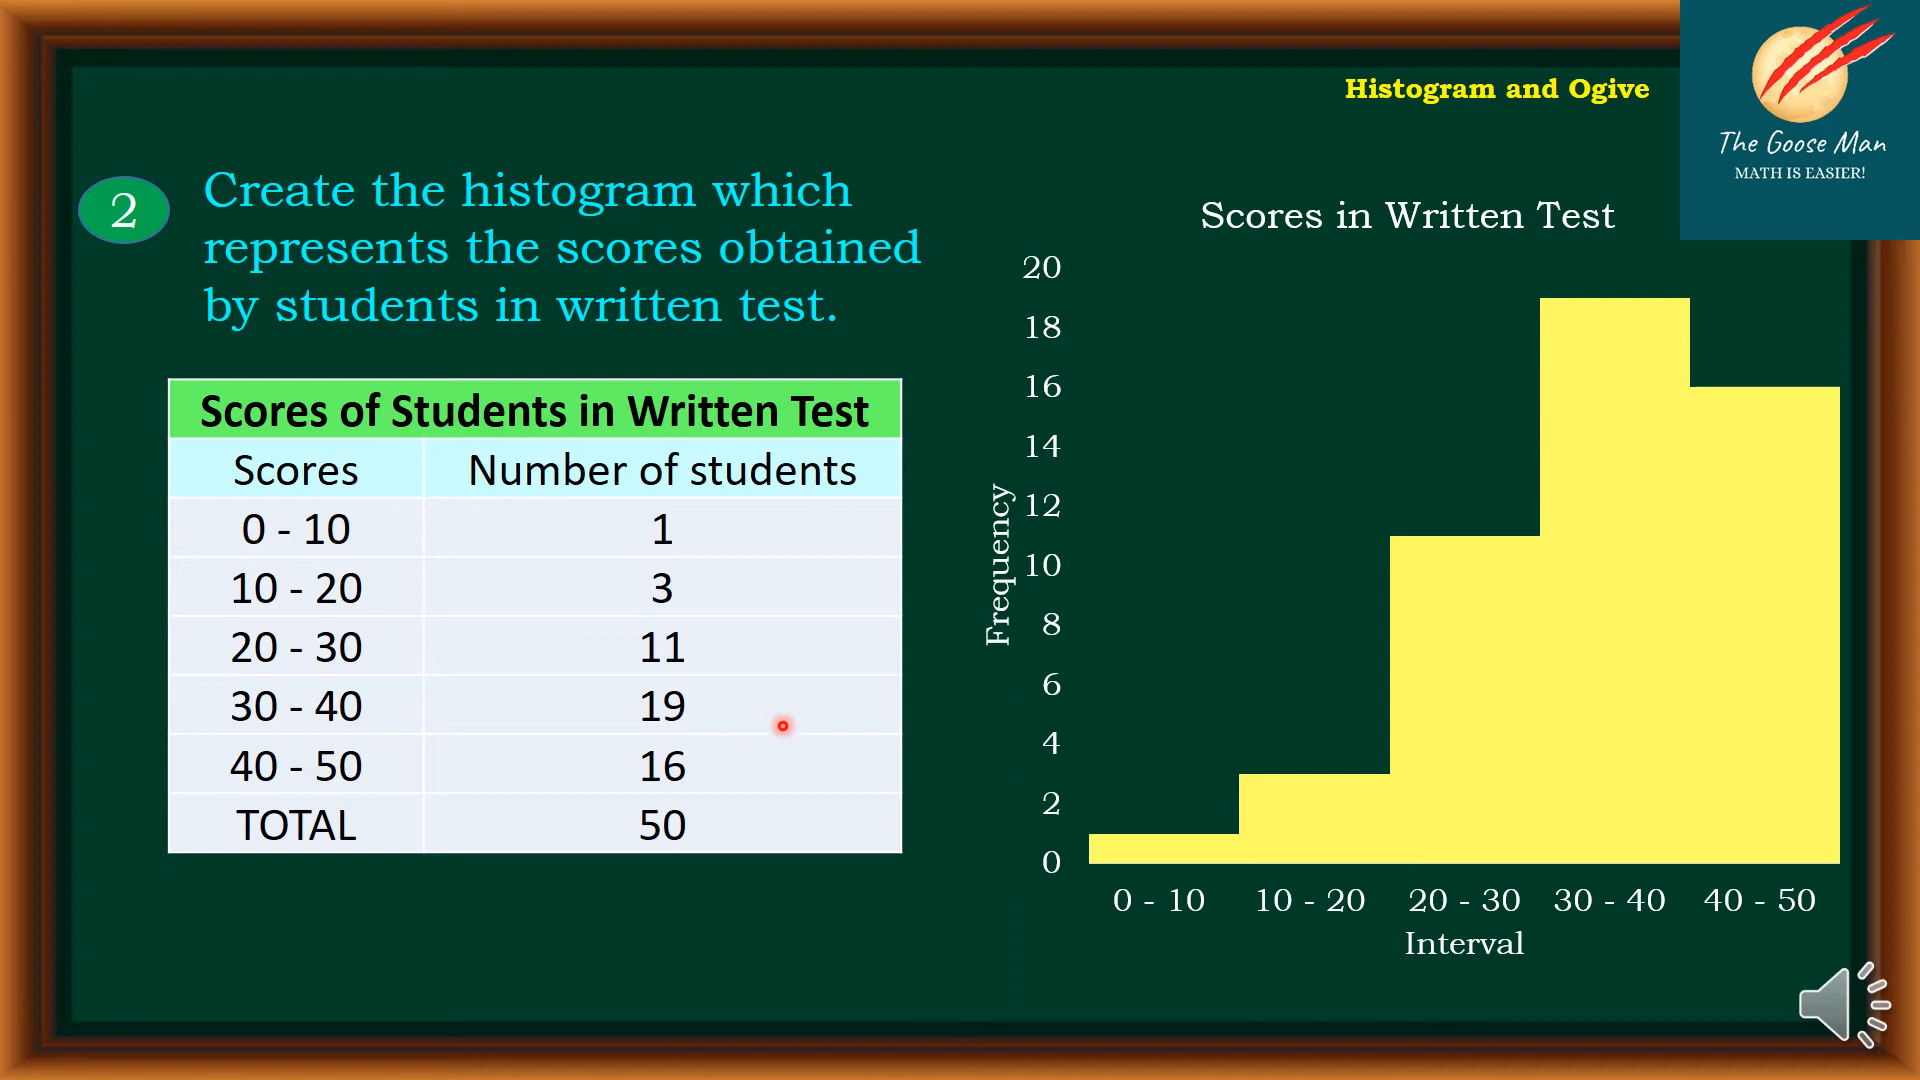 Histogram and Ogive
The Goose Man
MATH IS EASIER!
2
Create the histogram which
represents the scores obtained
by students in written test.
Scores of Students in Written Test
Scores Number of students
0 - 10 1
10 - 20 3
20 - 30 11
30 - 40 19
40 - 50 16
TOTAL 50
Scores in Written Test
Frequency
20
18
16
14
12
10
8
6
4
2
0
0 - 10 10 - 20 20 - 30 30 - 40 40 - 50
Interval